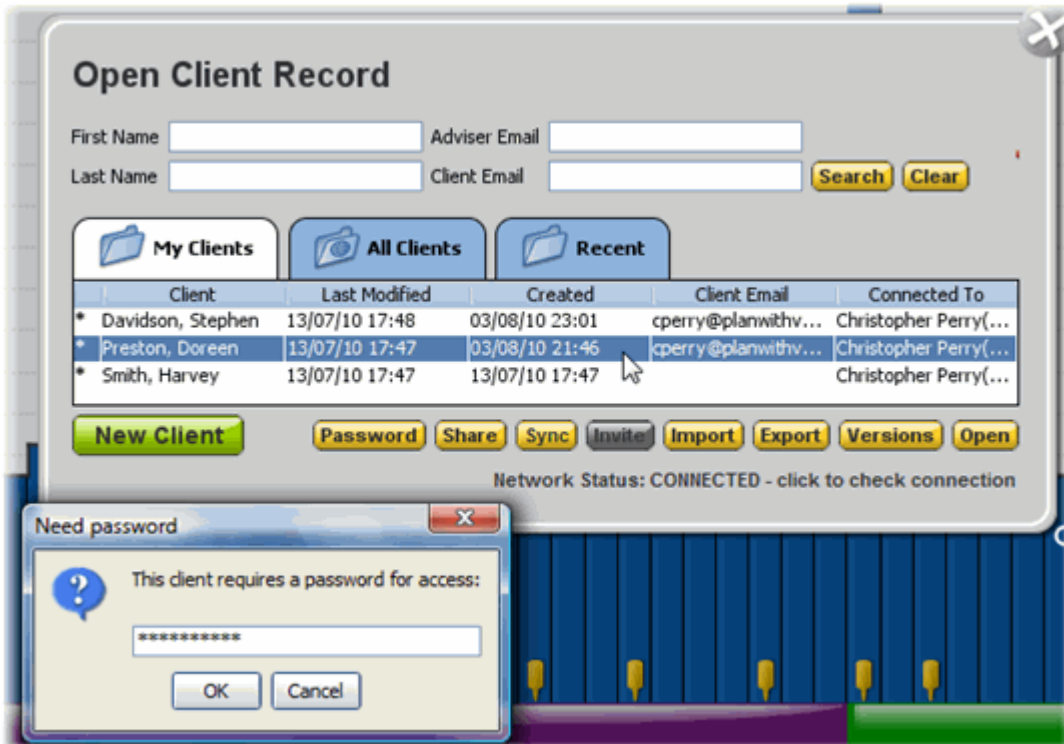 Open Client Record
First Name Adviser Email
Last Name Client Email Search Clear
My Clients All Clients Recent
Client Last Modified Created Client Email Connected To
* Davidson, Stephen 13/07/10 17:48 03/08/10 23:01 cperry@planwithv... Christopher Perry(...
* Preston, Doreen 13/07/10 17:47 03/08/10 21:46 cperry@planwithv... Christopher Perry(...
* Smith, Harvey 13/07/10 17:47 13/07/10 17:47 Christopher Perry(...
New Client Password Share Sync Invite Import Export Versions Open
Network Status: CONNECTED - click to check connection
Need password
This client requires a password for access:
**********
OK Cancel